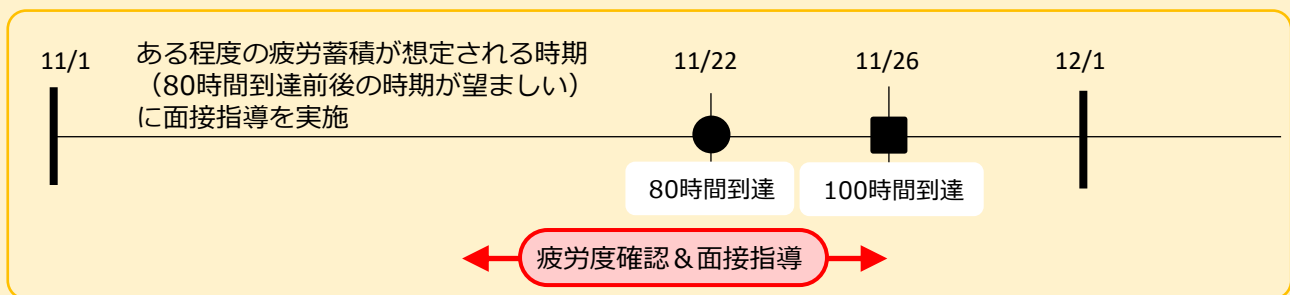 11/1
ある程度の疲労蓄積が想定される時期
（80時間到達前後の時期が望ましい）
に面接指導を実施
11/22
11/26
12/1
80時間到達
100時間到達
疲労度確認＆面接指導